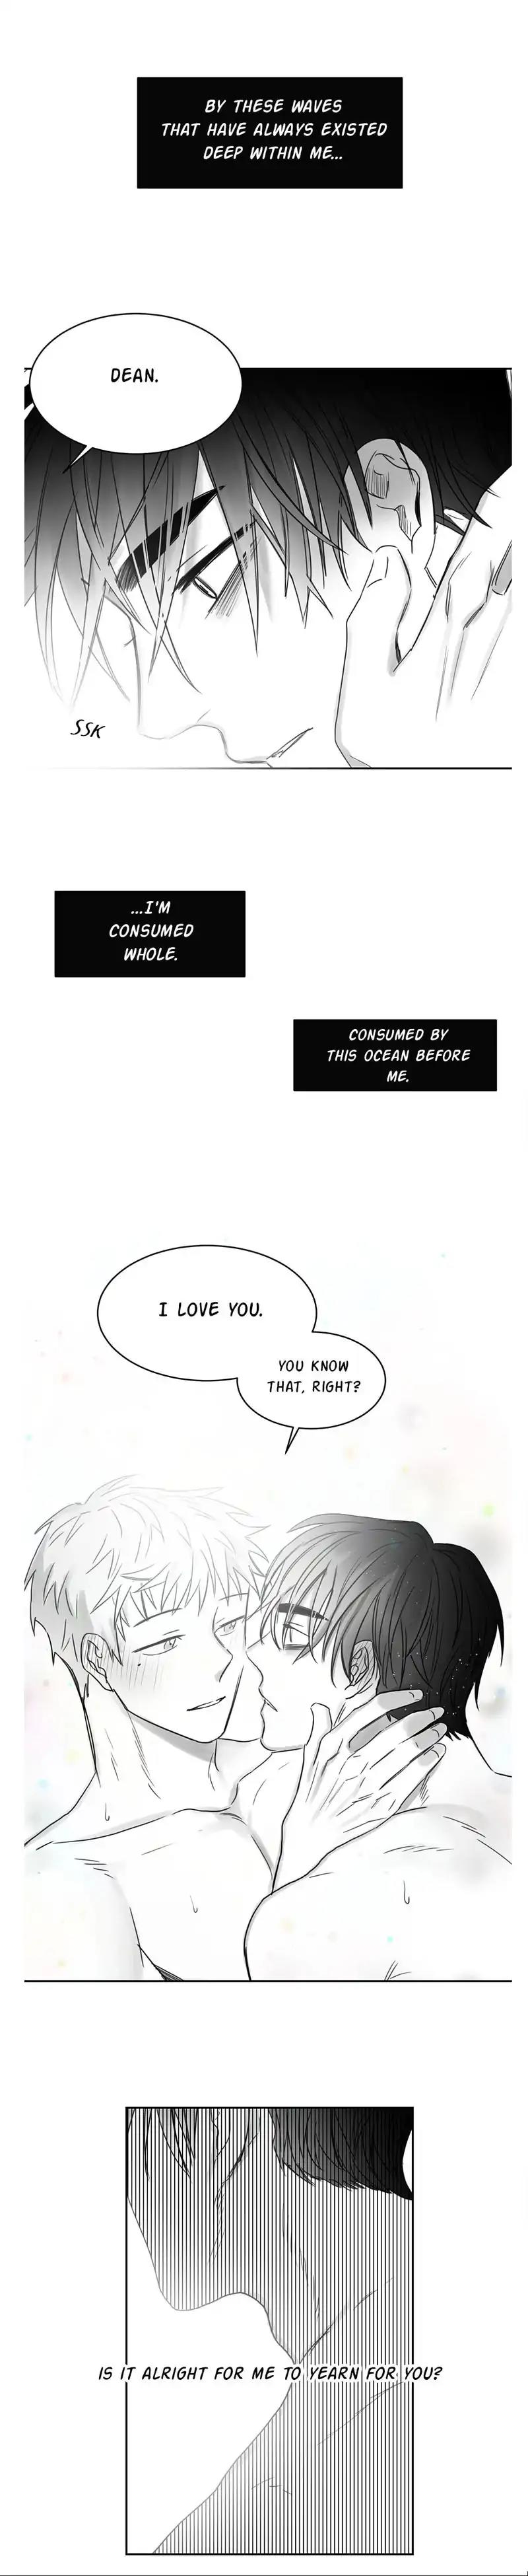 BY THESE WAVES
THAT HAVE ALWAYS EXISTED
DEEP WITHIN ME...
DEAN.
SSK
...I'M
CONSUMED
WHOLE.
CONSUMED BY
THIS OCEAN BEFORE
ME.
I LOVE YOU.
YOU KNOW
THAT, RIGHT?
IS IT ALRIGHT FOR ME TO YEARN FOR YOU?